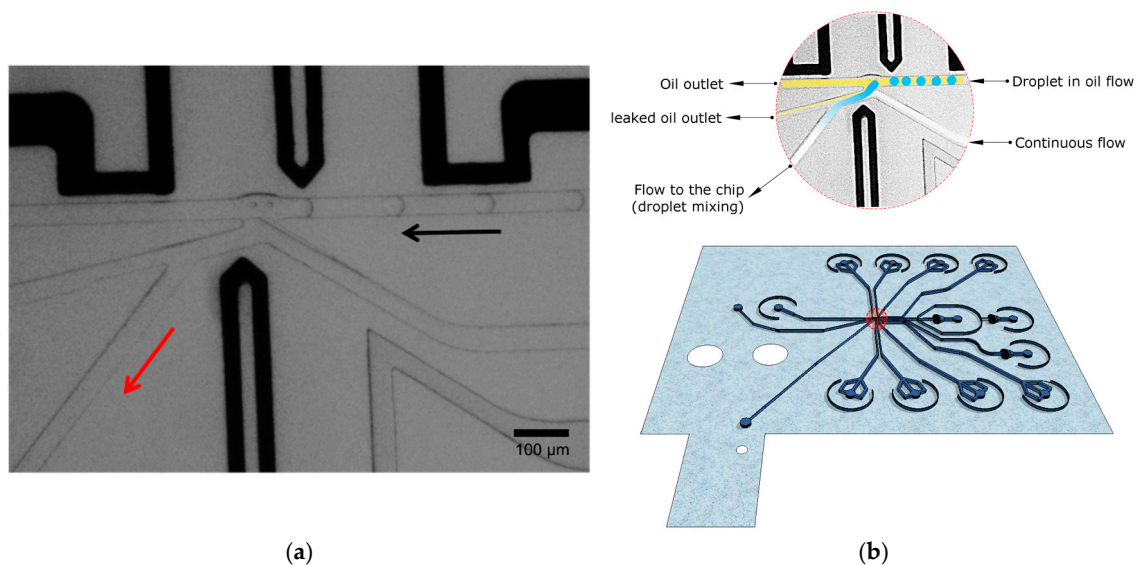 100 µm
Oil outlet
Droplet in oil flow
leaked oil outlet
Continuous flow
Flow to the chip
(droplet mixing)
(a)
(b)